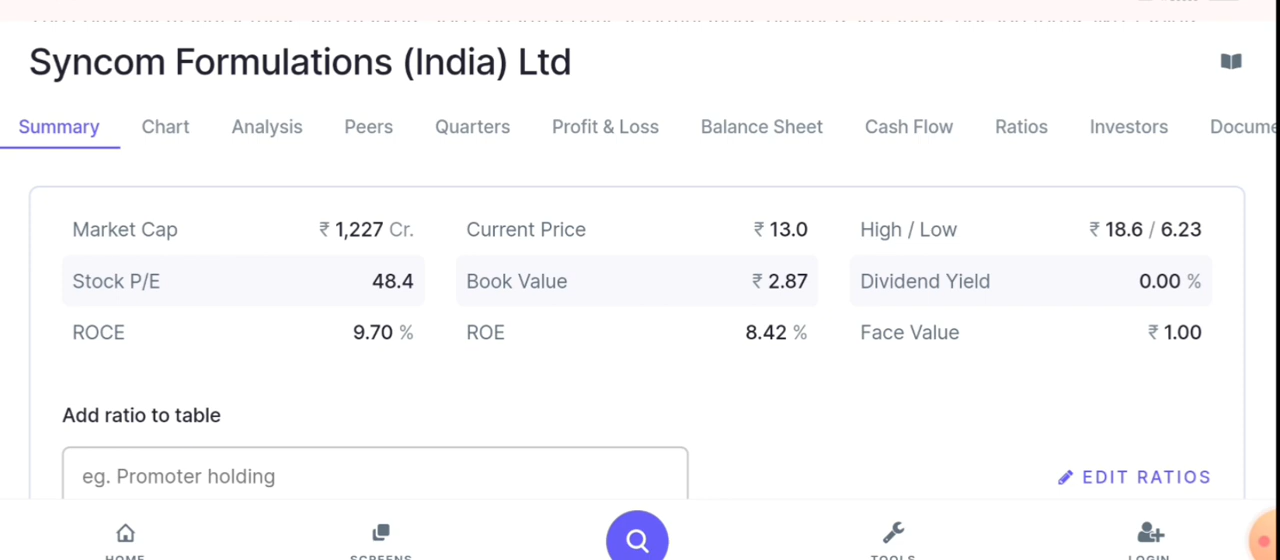 Syncom Formulations (India) Ltd
Summary Chart Analysis Peers Quarters Profit & Loss Balance Sheet Cash Flow Ratios Investors Docume
Market Cap ₹ 1,227 Cr. Current Price ₹ 13.0 High / Low ₹ 18.6 / 6.23
Stock P/E 48.4 Book Value ₹ 2.87 Dividend Yield 0.00 %
ROCE 9.70 % ROE 8.42 % Face Value ₹ 1.00
Add ratio to table
eg. Promoter holding EDIT RATIOS
HOME SCREENS TOOLS LOGIN